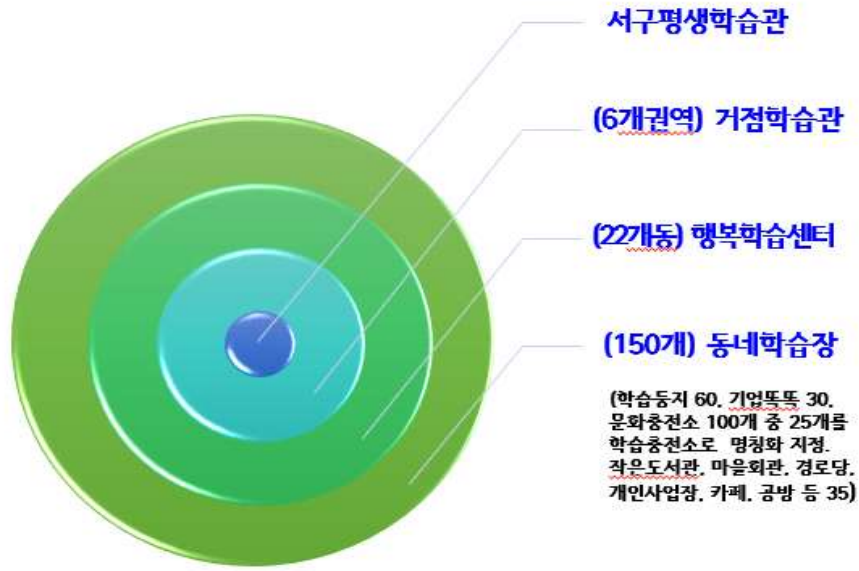 서구평생학습관
(6개권역) 거점학습관
(22개동) 행복학습센터
(150개) 동네학습장
(학습둥지 60, 기업똑똑 30,
문화충전소 100개 중 25개를
학습충전소로 명칭화 지정.
작은도서관, 마을회관, 경로당,
개인사업장, 카페, 공방 등 35)